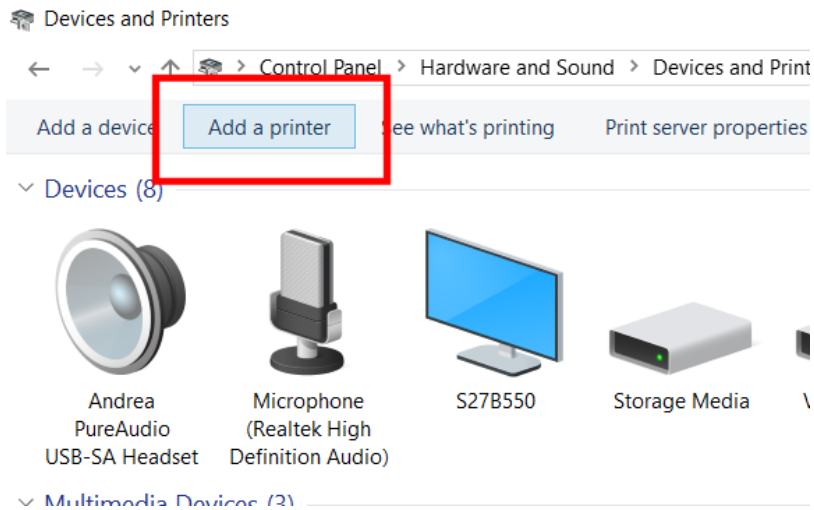 Devices and Printers
Control Panel > Hardware and Sound > Devices and Print
Add a device Add a printer See what's printing Print server properties
Devices (8)
Andrea PureAudio USB-SA Headset
Microphone (Realtek High Definition Audio)
S27B550
Storage Media
Multimedia Devices (3)